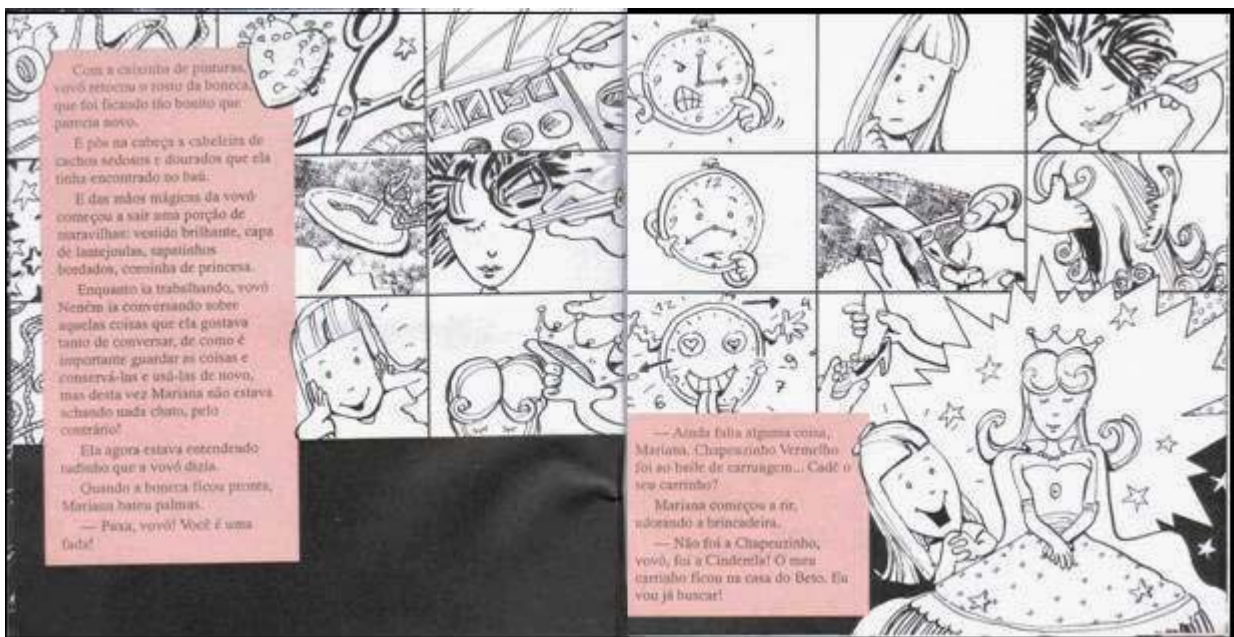 Com a caixinha de pinturas,
vovó retocou o rosto da boneca,
que foi ficando tão bonito que
parecia novo.
E pôs na cabeça a cabeleira de
cachos sedosos e dourados que ela
tinha encontrado no baú.
E das mãos mágicas da vovó
começou a sair uma porção de
maravilhas: vestido brilhante, capa
de lantejoulas, sapatinhos
bordados, coroinha de princesa.
Enquanto ia trabalhando, vovó
Neném ia conversando sobre
aquelas coisas que ela gostava
tanto de conversar, de como é
importante guardar as coisas e
conservá-las e usá-las de novo,
mas desta vez Mariana não estava
achando nada chato, pelo
contrário!
Ela agora estava entendendo
tudinho que a vovó dizia.
Quando a boneca ficou pronta,
Mariana bateu palmas.
— Puxa, vovó! Você é uma
fada!
12
12
12
4
9
7
6
— Ainda falta alguma coisa,
Mariana. Chapeuzinho Vermelho
foi ao baile de carruagem... Cadê o
seu carrinho?
Mariana começou a rir,
adorando a brincadeira.
— Não foi a Chapeuzinho,
vovó, foi a Cinderela! O meu
carrinho ficou na casa do Beto. Eu
vou já buscar!